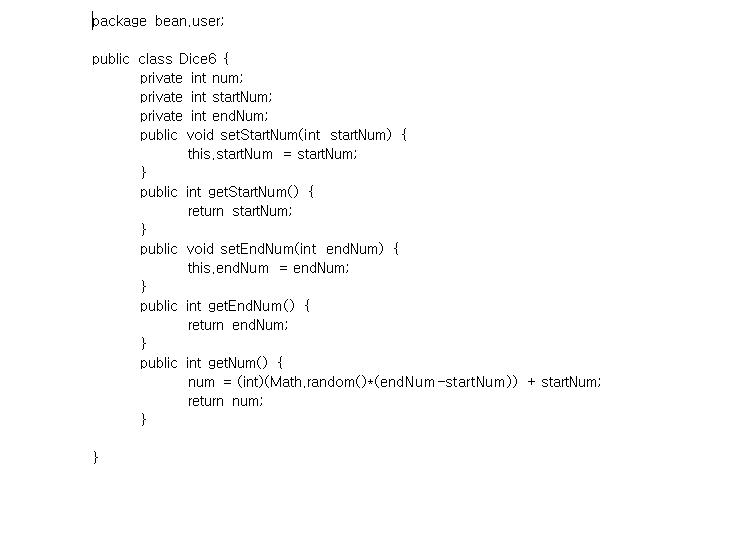 package bean.user;
public class Dice6 {
private int num;
private int startNum;
private int endNum;
public void setStartNum(int startNum) {
this.startNum = startNum;
}
public int getStartNum() {
return startNum;
}
public void setEndNum(int endNum) {
this.endNum = endNum;
}
public int getEndNum() {
return endNum;
}
public int getNum() {
num = (int)(Math.random()*(endNum-startNum)) + startNum;
return num;
}
}